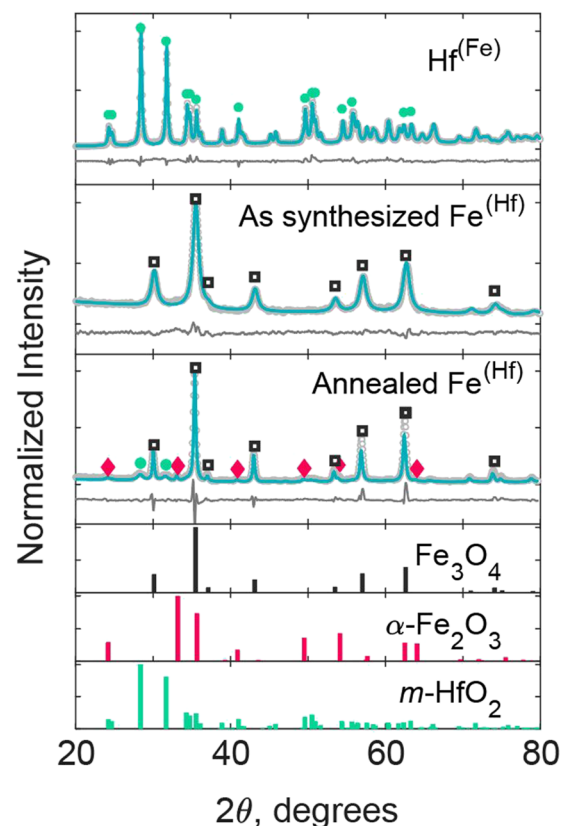 Hf(Fe)
As synthesized Fe(Hf)
Annealed Fe(Hf)
Fe3O4
α-Fe2O3
m-HfO2
Normalized Intensity
20 40 60 80
2θ, degrees